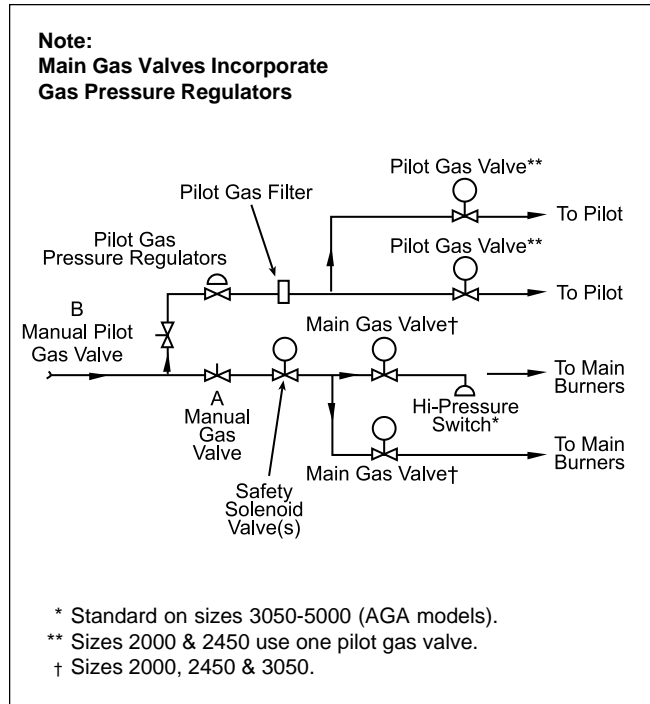 Note:
Main Gas Valves Incorporate
Gas Pressure Regulators
Pilot Gas Valve**
Pilot Gas Filter
To Pilot
Pilot Gas
Pressure Regulators
Pilot Gas Valve**
To Pilot
B
Manual Pilot
Gas Valve
Main Gas Valve†
To Main
Burners
A
Manual
Gas
Valve
Hi-Pressure
Switch*
To Main
Burners
Main Gas Valve†
Safety
Solenoid
Valve(s)
* Standard on sizes 3050-5000 (AGA models).
** Sizes 2000 & 2450 use one pilot gas valve.
† Sizes 2000, 2450 & 3050.